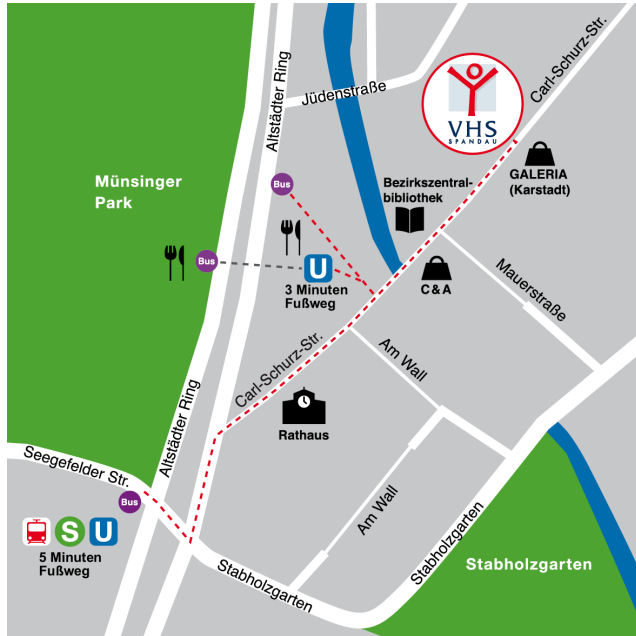 Carl-Schurz-Str.
Altstädter Ring
Jüdenstraße
VHS
SPANDAU
GALERIA
(Karstadt)
Münsinger
Park
Bus
Bezirkszentral-
bibliothek
Bus
U
3 Minuten
Fußweg
C&A
Mauerstraße
Carl-Schurz-Str.
Am Wall
Altstädter Ring
Rathaus
Seegefelder Str.
Bus
S
U
5 Minuten
Fußweg
Am Wall
Stabholzgarten
Stabholzgarten
Stabholzgarten